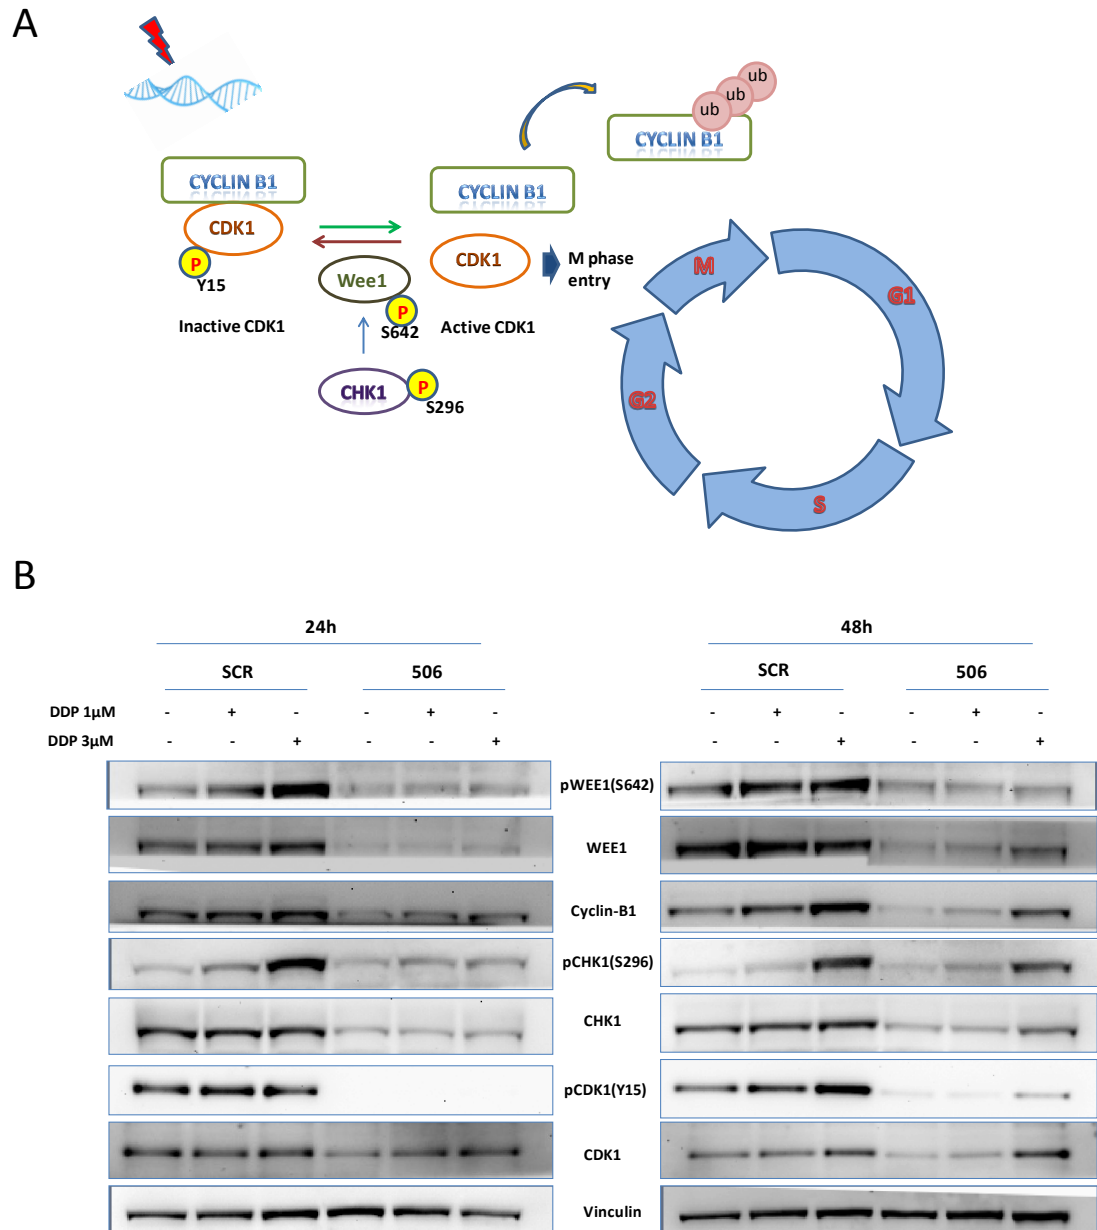 A
ub
ub
ub
CYCLIN B1
CYCLIN B1
CYCLIN B1
CDK1
P
Y15
Wee1
P
S642
CDK1
M phase
entry
Inactive CDK1
Active CDK1
CHK1
P
S296
M
G1
G2
S
B
24h
48h
SCR
506
SCR
506
DDP 1µM - + - - + - - + - - + -
DDP 3µM - - + - - + - - + - - +
pWEE1(S642)
WEE1
Cyclin-B1
pCHK1(S296)
CHK1
pCDK1(Y15)
CDK1
Vinculin